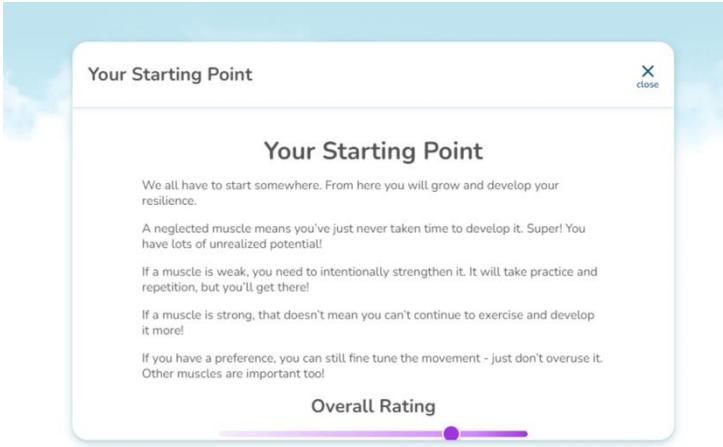 Your Starting Point
close
Your Starting Point
We all have to start somewhere. From here you will grow and develop your
resilience.
A neglected muscle means you've just never taken time to develop it. Super! You
have lots of unrealized potential!
If a muscle is weak, you need to intentionally strengthen it. It will take practice and
repetition, but you'll get there!
If a muscle is strong, that doesn't mean you can't continue to exercise and develop
it more!
If you have a preference, you can still fine tune the movement - just don't overuse it.
Other muscles are important too!
Overall Rating